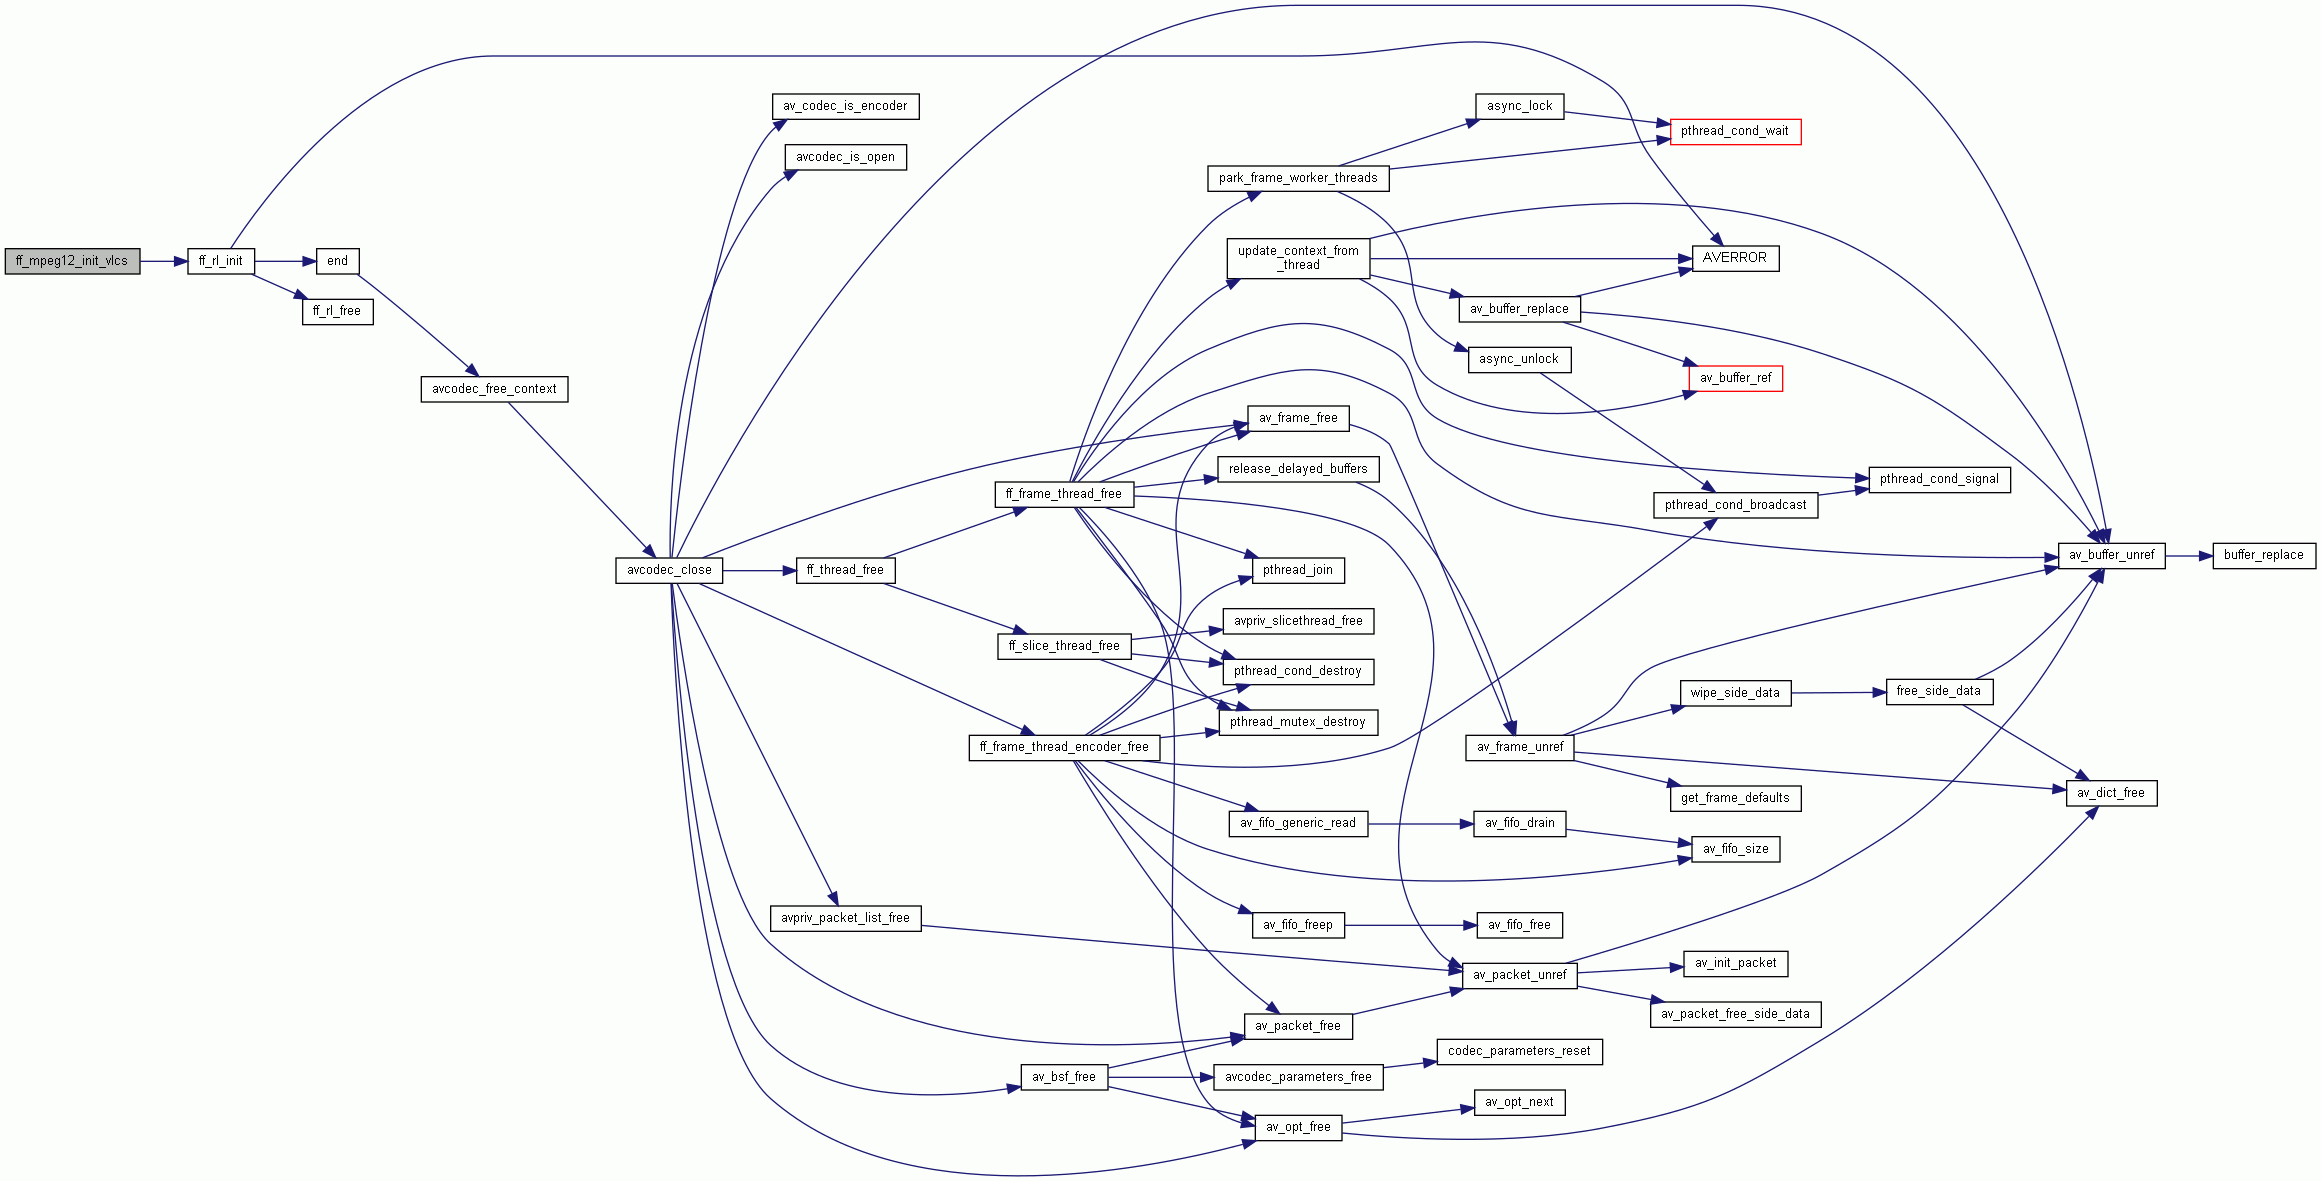 ff_mpeg12_init_vlcs
ff_rl_init
end
ff_rl_free
avcodec_free_context
avcodec_close
av_codec_is_encoder
avcodec_is_open
ff_thread_free
avpriv_packet_list_free
ff_frame_thread_free
ff_slice_thread_free
ff_frame_thread_encoder_free
av_bsf_free
park_frame_worker_threads
update_context_from
_thread
av_frame_free
release_delayed_buffers
pthread_join
avpriv_slicethread_free
pthread_cond_destroy
pthread_mutex_destroy
av_fifo_generic_read
av_fifo_freep
av_packet_free
avcodec_parameters_free
av_opt_free
async_lock
av_buffer_replace
async_unlock
av_frame_unref
av_fifo_drain
av_fifo_free
av_packet_unref
codec_parameters_reset
av_opt_next
pthread_cond_wait
AVERROR
av_buffer_ref
pthread_cond_broadcast
wipe_side_data
get_frame_defaults
av_fifo_size
av_init_packet
av_packet_free_side_data
pthread_cond_signal
free_side_data
av_buffer_unref
av_dict_free
buffer_replace